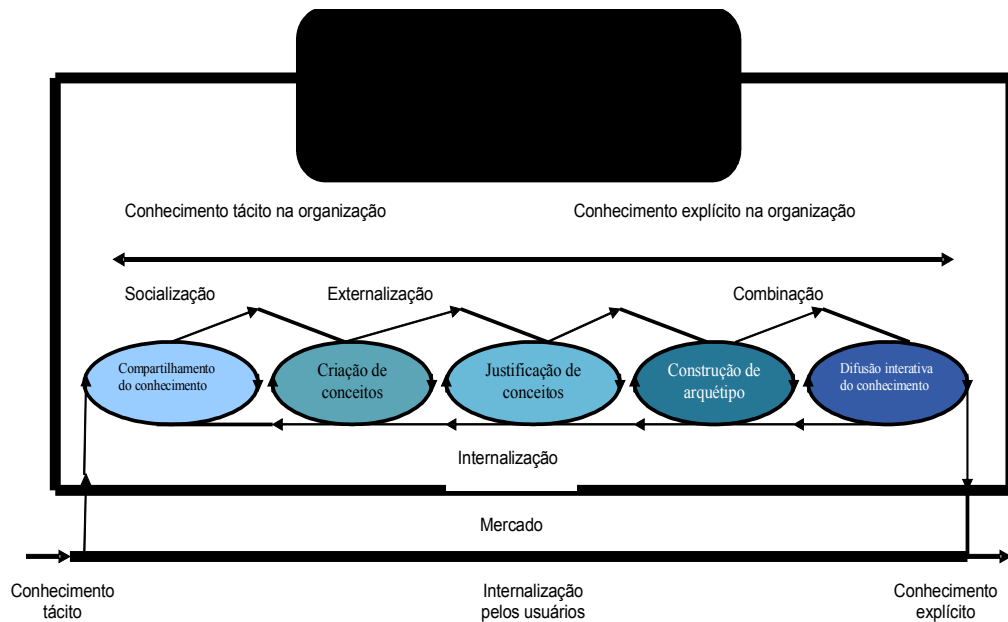 Conhecimento tácito na organização
Conhecimento explícito na organização
Socialização
Externalização
Combinação
Compartilhamento
do conhecimento
Criação de
conceitos
Justificação de
conceitos
Construção de
arquétipo
Difusão interativa
do conhecimento
Internalização
Mercado
Conhecimento
tácito
Internalização
pelos usuários
Conhecimento
explícito